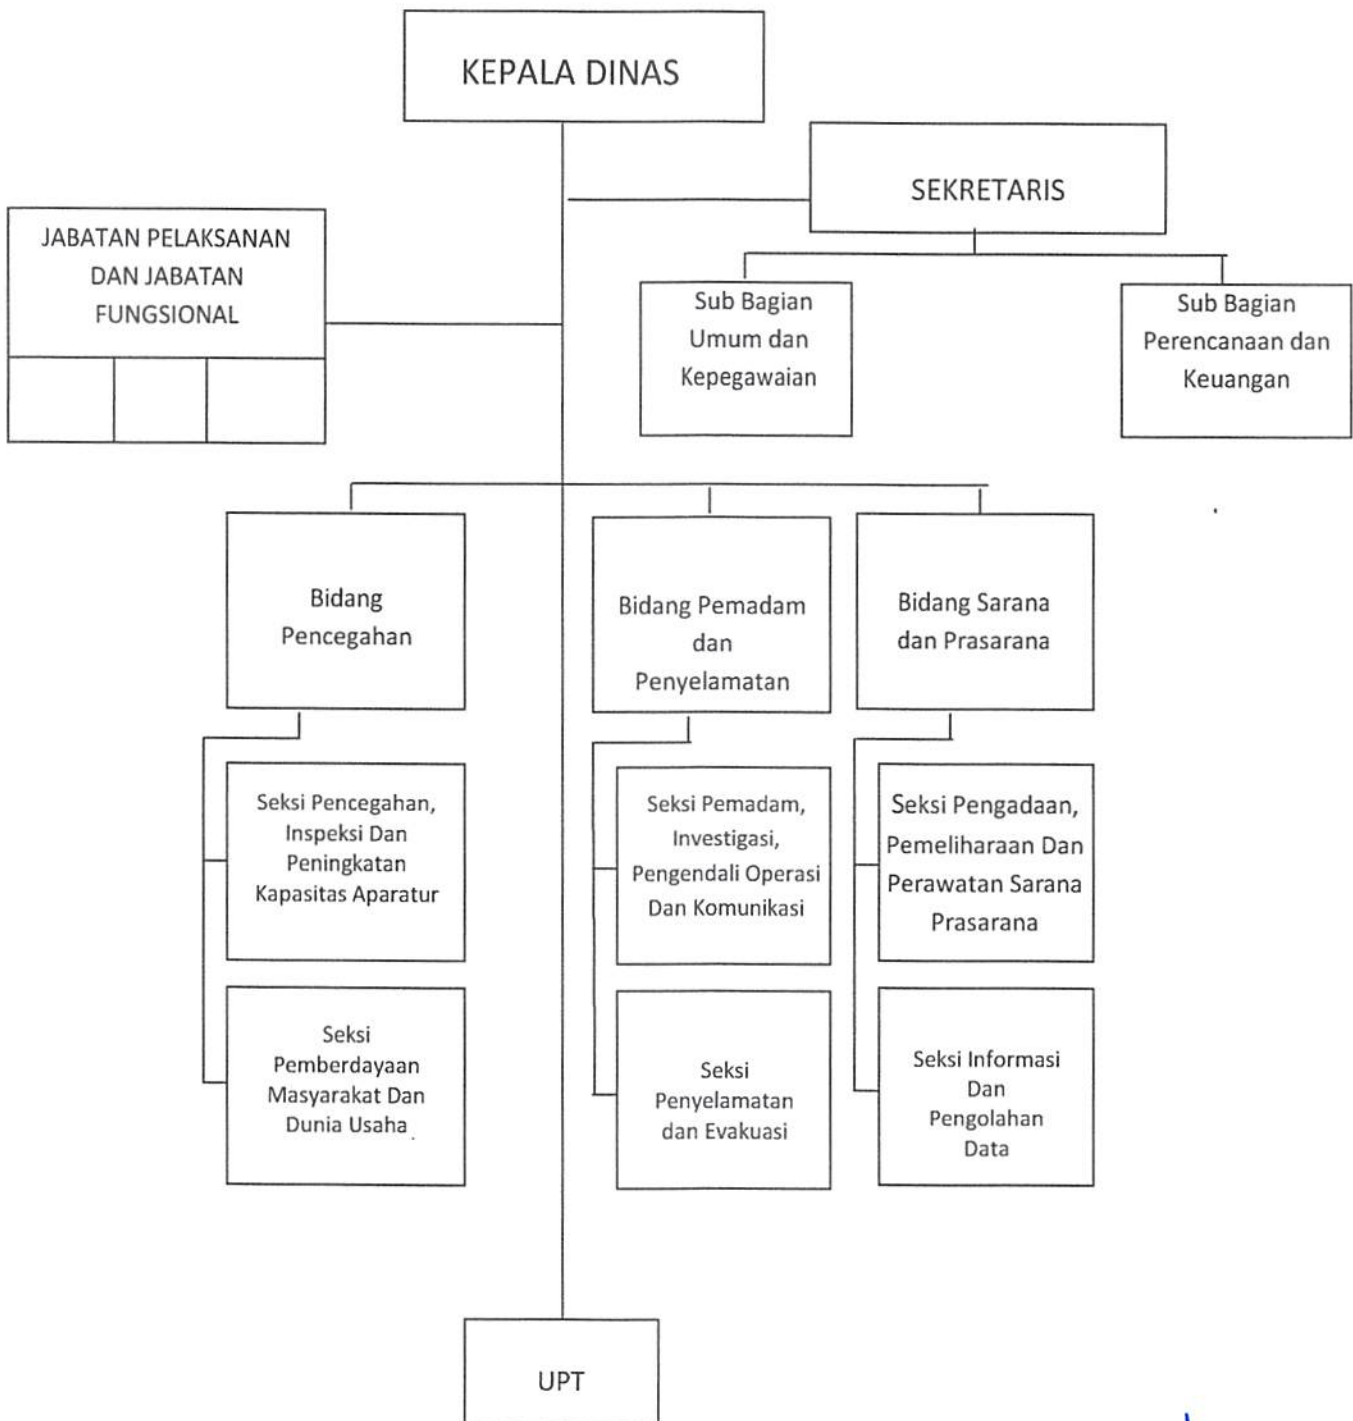 KEPALA DINAS
SEKRETARIS
JABATAN PELAKSANAN
DAN JABATAN
FUNGSIONAL
Sub Bagian
Umum dan
Kepegawaian
Sub Bagian
Perencanaan dan
Keuangan
Bidang
Pencegahan
Bidang Pemadam
dan
Penyelamatan
Bidang Sarana
dan Prasarana
Seksi Pencegahan,
Inspeksi Dan
Peningkatan
Kapasitas Aparatur
Seksi Pemadam,
Investigasi,
Pengendali Operasi
Dan Komunikasi
Seksi Pengadaan,
Pemeliharaan Dan
Perawatan Sarana
Prasarana
Seksi
Pemberdayaan
Masyarakat Dan
Dunia Usaha
Seksi
Penyelamatan
dan Evakuasi
Seksi Informasi
Dan
Pengolahan
Data
UPT